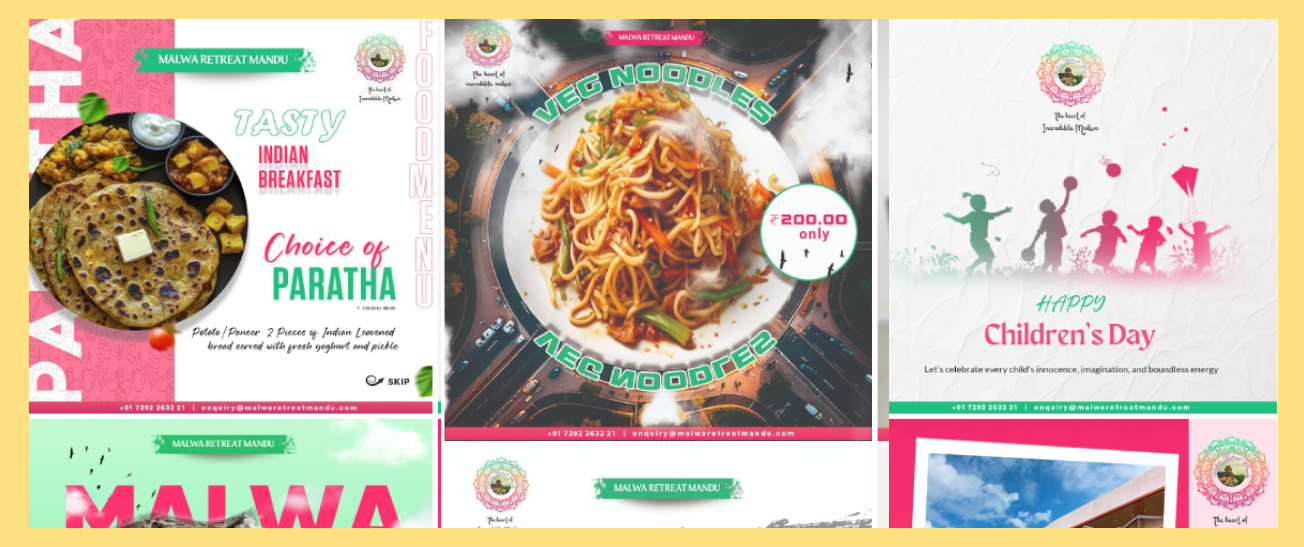 PARATHA
MALWA RETREAT MANDU
The heart of
Incredible Malwa
FOOD MENU
TASTY
INDIAN
BREAKFAST
Choice of
PARATHA
Potato/Paneer 2 Pieces of Indian Leavened
bread served with fresh yoghurt and pickle
SKIP
+91 7292 2632 21 | enquiry@malwaretreatmandu.com
MALWA RETREAT MANDU
The heart of
incredible malwa
VEG NOODLES
₹200.00
only
VEG NOODLES
+91 7292 2632 21 | enquiry@malwaretreatmandu.com
The heart of
Incredible Malwa
HAPPY
Children's Day
Let's celebrate every child's innocence, imagination, and boundless energy
+91 7292 2632 21 | enquiry@malwaretreatmandu.com
MALWA RETREAT MANDU
MALWA
The heart of
MALWA RETREAT MANDU
The heart of